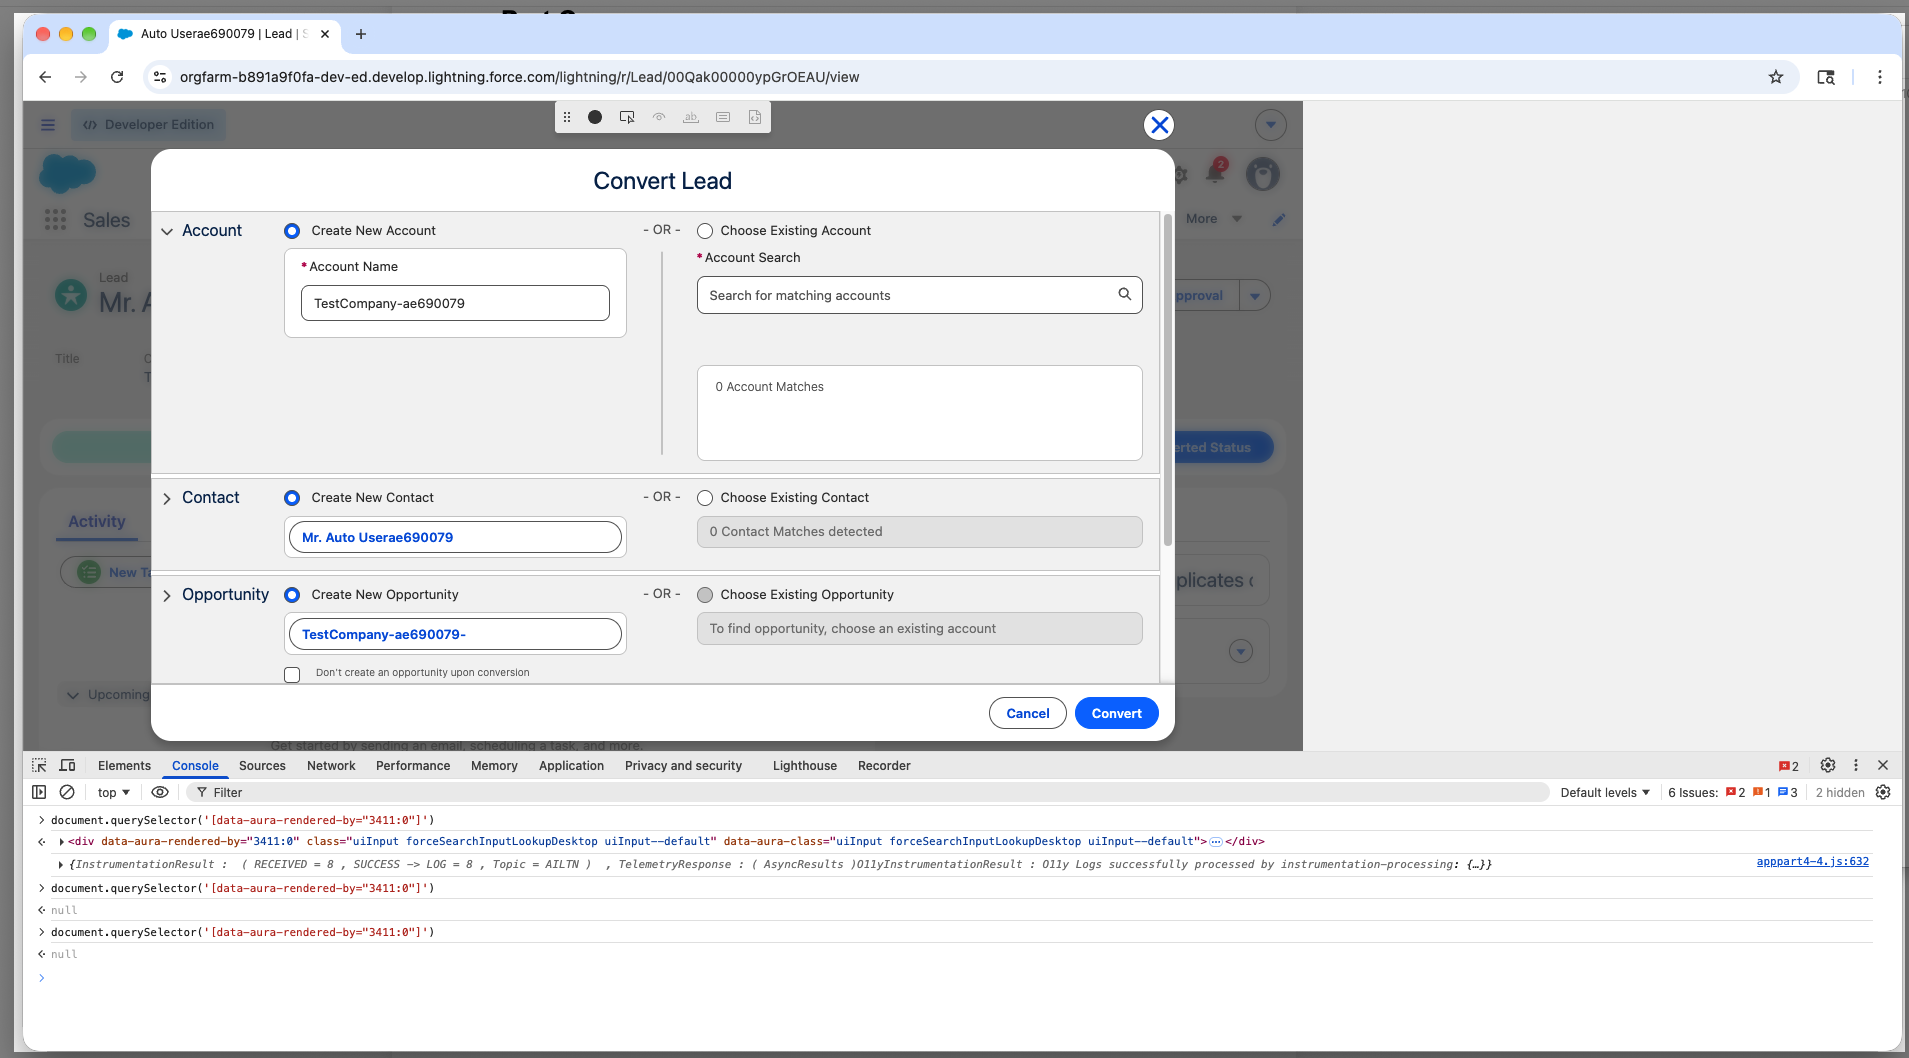 Auto Userae690079 | Lead | S
orgfarm-b891a9f0fa-dev-ed.develop.lightning.force.com/lightning/r/Lead/00Qak00000ypGrOEAU/view
Developer Edition
Convert Lead
2
Sales
More
Account
Create New Account
- OR -
Choose Existing Account
*Account Name
*Account Search
TestCompany-ae690079
Search for matching accounts
Lead
Mr. A
pproval
Title
0 Account Matches
erted Status
Contact
Create New Contact
- OR -
Choose Existing Contact
Mr. Auto Userae690079
0 Contact Matches detected
Activity
New Ta
plicates
Opportunity
Create New Opportunity
- OR -
Choose Existing Opportunity
TestCompany-ae690079-
To find opportunity, choose an existing account
Don't create an opportunity upon conversion
Upcoming
Cancel
Convert
Get started by sending an email, scheduling a task, and more.
Elements Console Sources Network Performance Memory Application Privacy and security Lighthouse Recorder 2
top Filter Default levels 6 Issues: 2 1 3 2 hidden
document.querySelector('[data-aura-rendered-by="3411:0"]')
<div data-aura-rendered-by="3411:0" class="uiInput forceSearchInputLookupDesktop uiInput--default" data-aura-class="uiInput forceSearchInputLookupDesktop uiInput--default">…</div>
{InstrumentationResult : ( RECEIVED = 8 , SUCCESS -> LOG = 8 , Topic = AILTN ) , TelemetryResponse : ( AsyncResults )O11yInstrumentationResult : O11y Logs successfully processed by instrumentation-processing: {…}} apppart4-4.js:632
document.querySelector('[data-aura-rendered-by="3411:0"]')
null
document.querySelector('[data-aura-rendered-by="3411:0"]')
null